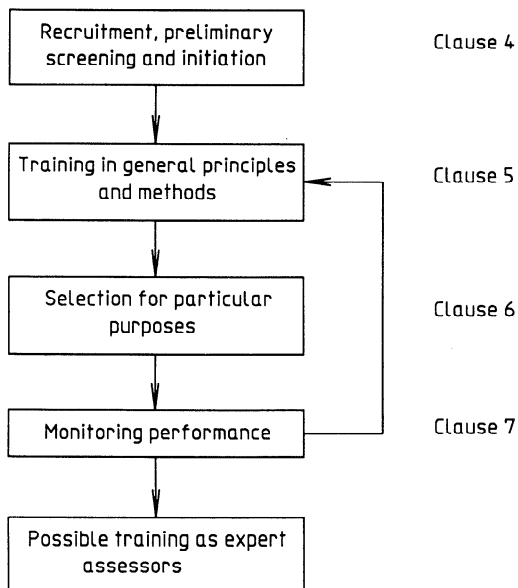 Recruitment, preliminary
screening and initiation
Clause 4
Training in general principles
and methods
Clause 5
Selection for particular
purposes
Clause 6
Monitoring performance
Clause 7
Possible training as expert
assessors